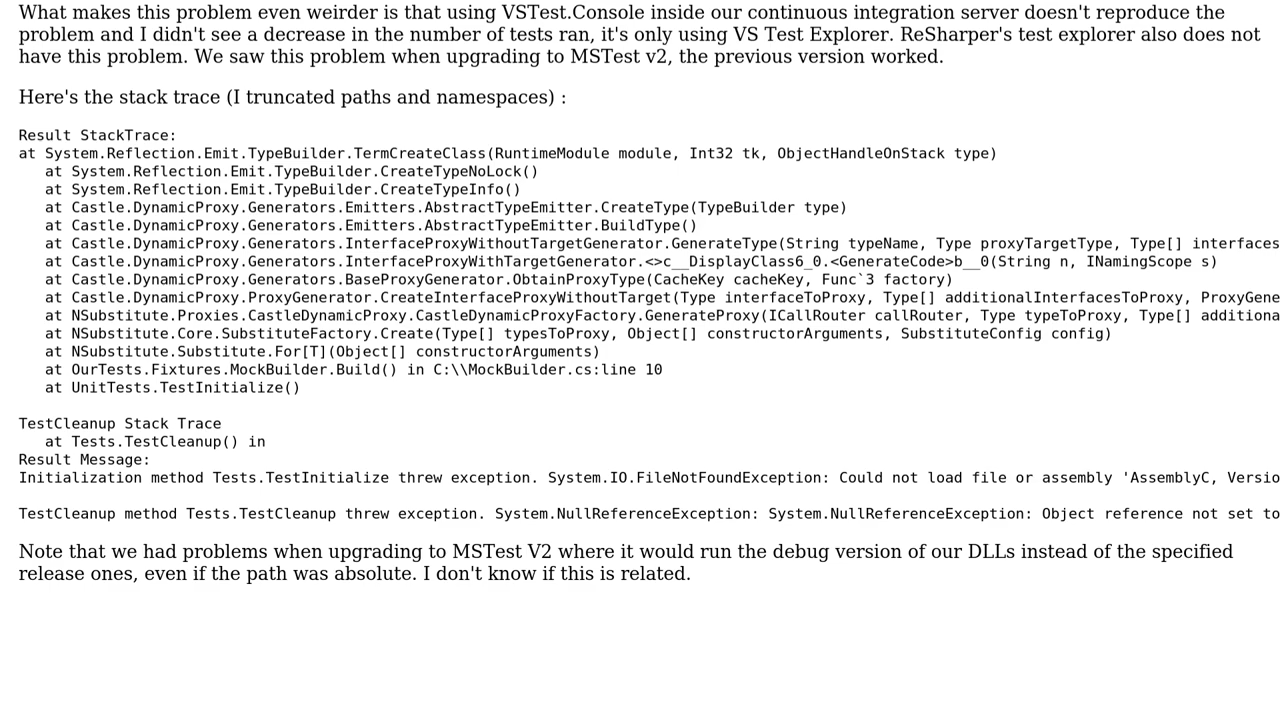 What makes this problem even weirder is that using VSTest.Console inside our continuous integration server doesn't reproduce the
problem and I didn't see a decrease in the number of tests ran, it's only using VS Test Explorer. ReSharper's test explorer also does not
have this problem. We saw this problem when upgrading to MSTest v2, the previous version worked.
Here's the stack trace (I truncated paths and namespaces) :
Result StackTrace:
at System.Reflection.Emit.TypeBuilder.TermCreateClass(RuntimeModule module, Int32 tk, ObjectHandleOnStack type)
   at System.Reflection.Emit.TypeBuilder.CreateTypeNoLock()
   at System.Reflection.Emit.TypeBuilder.CreateTypeInfo()
   at Castle.DynamicProxy.Generators.Emitters.AbstractTypeEmitter.CreateType(TypeBuilder type)
   at Castle.DynamicProxy.Generators.Emitters.AbstractTypeEmitter.BuildType()
   at Castle.DynamicProxy.Generators.InterfaceProxyWithoutTargetGenerator.GenerateType(String typeName, Type proxyTargetType, Type[] interfaces
   at Castle.DynamicProxy.Generators.InterfaceProxyWithTargetGenerator.<>c__DisplayClass6_0.<GenerateCode>b__0(String n, INamingScope s)
   at Castle.DynamicProxy.Generators.BaseProxyGenerator.ObtainProxyType(CacheKey cacheKey, Func`3 factory)
   at Castle.DynamicProxy.ProxyGenerator.CreateInterfaceProxyWithoutTarget(Type interfaceToProxy, Type[] additionalInterfacesToProxy, ProxyGene
   at NSubstitute.Proxies.CastleDynamicProxy.CastleDynamicProxyFactory.GenerateProxy(ICallRouter callRouter, Type typeToProxy, Type[] additiona
   at NSubstitute.Core.SubstituteFactory.Create(Type[] typesToProxy, Object[] constructorArguments, SubstituteConfig config)
   at NSubstitute.Substitute.For[T](Object[] constructorArguments)
   at OurTests.Fixtures.MockBuilder.Build() in C:\\MockBuilder.cs:line 10
   at UnitTests.TestInitialize()
TestCleanup Stack Trace
   at Tests.TestCleanup() in
Result Message:
Initialization method Tests.TestInitialize threw exception. System.IO.FileNotFoundException: Could not load file or assembly 'AssemblyC, Versio
TestCleanup method Tests.TestCleanup threw exception. System.NullReferenceException: System.NullReferenceException: Object reference not set to
Note that we had problems when upgrading to MSTest V2 where it would run the debug version of our DLLs instead of the specified
release ones, even if the path was absolute. I don't know if this is related.